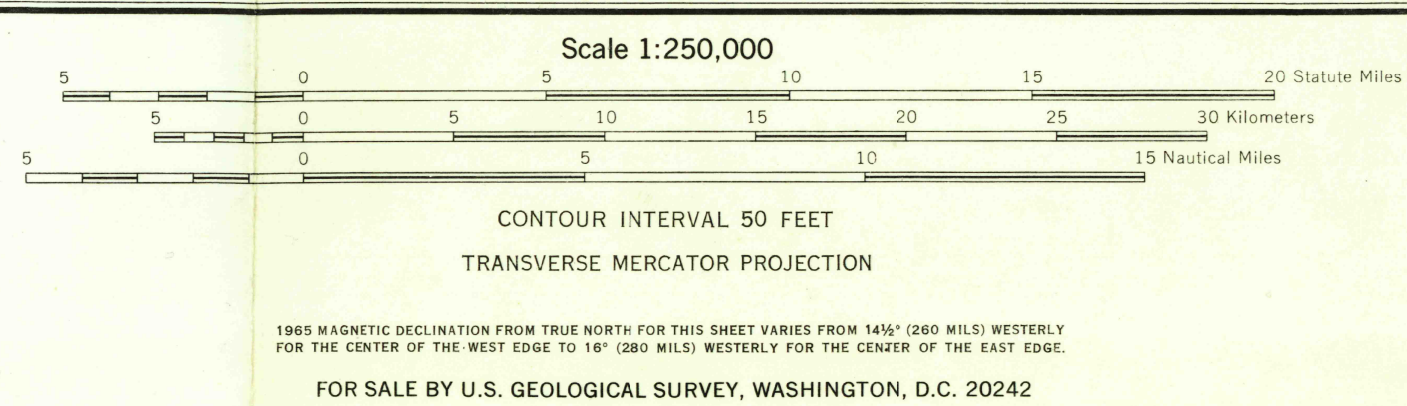 Scale 1:250,000
5 0 5 10 15 20 Statute Miles
5 0 5 10 15 20 25 30 Kilometers
5 0 5 10 15 Nautical Miles
CONTOUR INTERVAL 50 FEET
TRANSVERSE MERCATOR PROJECTION
1965 MAGNETIC DECLINATION FROM TRUE NORTH FOR THIS SHEET VARIES FROM 14½° (260 MILS) WESTERLY
FOR THE CENTER OF THE WEST EDGE TO 16° (280 MILS) WESTERLY FOR THE CENTER OF THE EAST EDGE.
FOR SALE BY U.S. GEOLOGICAL SURVEY, WASHINGTON, D.C. 20242